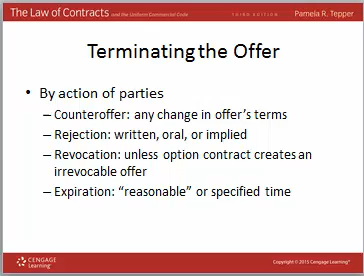 The Law of Contracts and the Uniform Commercial Code THIRD EDITION Pamela R. Tepper
Terminating the Offer
• By action of parties
– Counteroffer: any change in offer's terms
– Rejection: written, oral, or implied
– Revocation: unless option contract creates an
irrevocable offer
– Expiration: “reasonable” or specified time
CENGAGE
Learning™
Copyright © 2015 Cengage Learning®